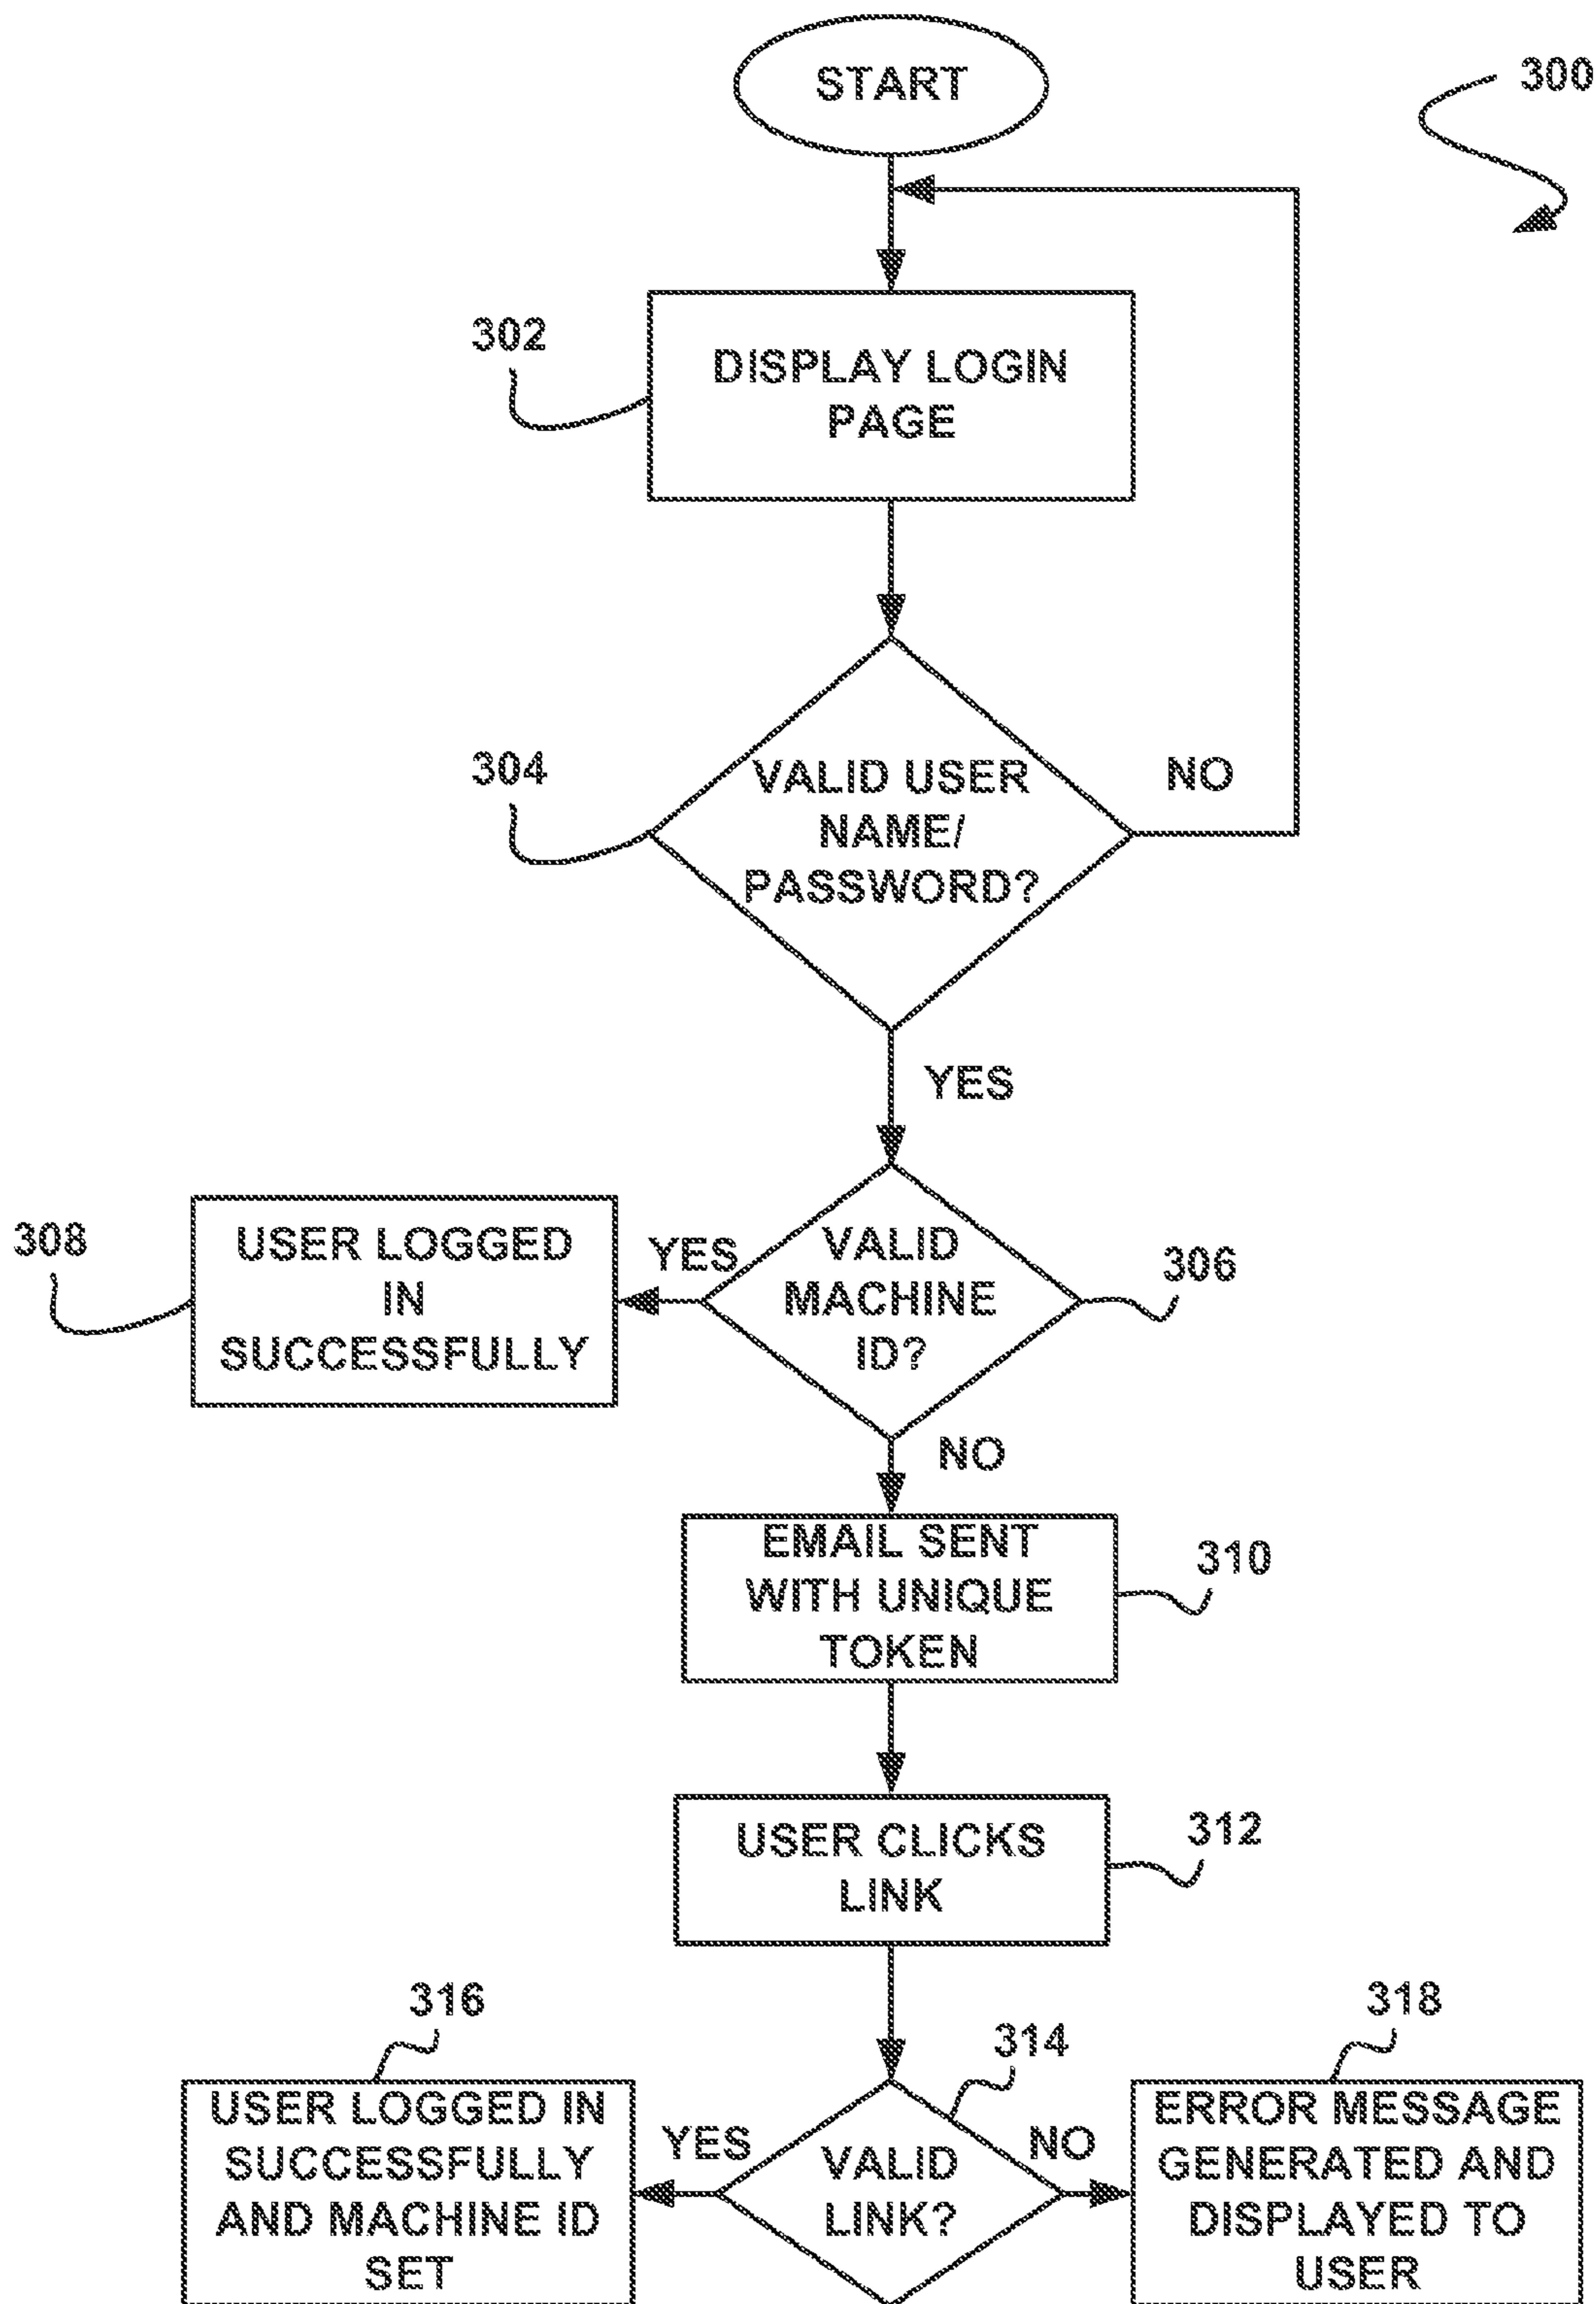 START
300
302
DISPLAY LOGIN
PAGE
304
VALID USER
NAME/
PASSWORD?
NO
YES
308
USER LOGGED
IN
SUCCESSFULLY
YES
VALID
MACHINE
ID?
306
NO
EMAIL SENT
WITH UNIQUE
TOKEN
310
USER CLICKS
LINK
312
316
USER LOGGED IN
SUCCESSFULLY
AND MACHINE ID
SET
YES
314
VALID
LINK?
NO
318
ERROR MESSAGE
GENERATED AND
DISPLAYED TO
USER